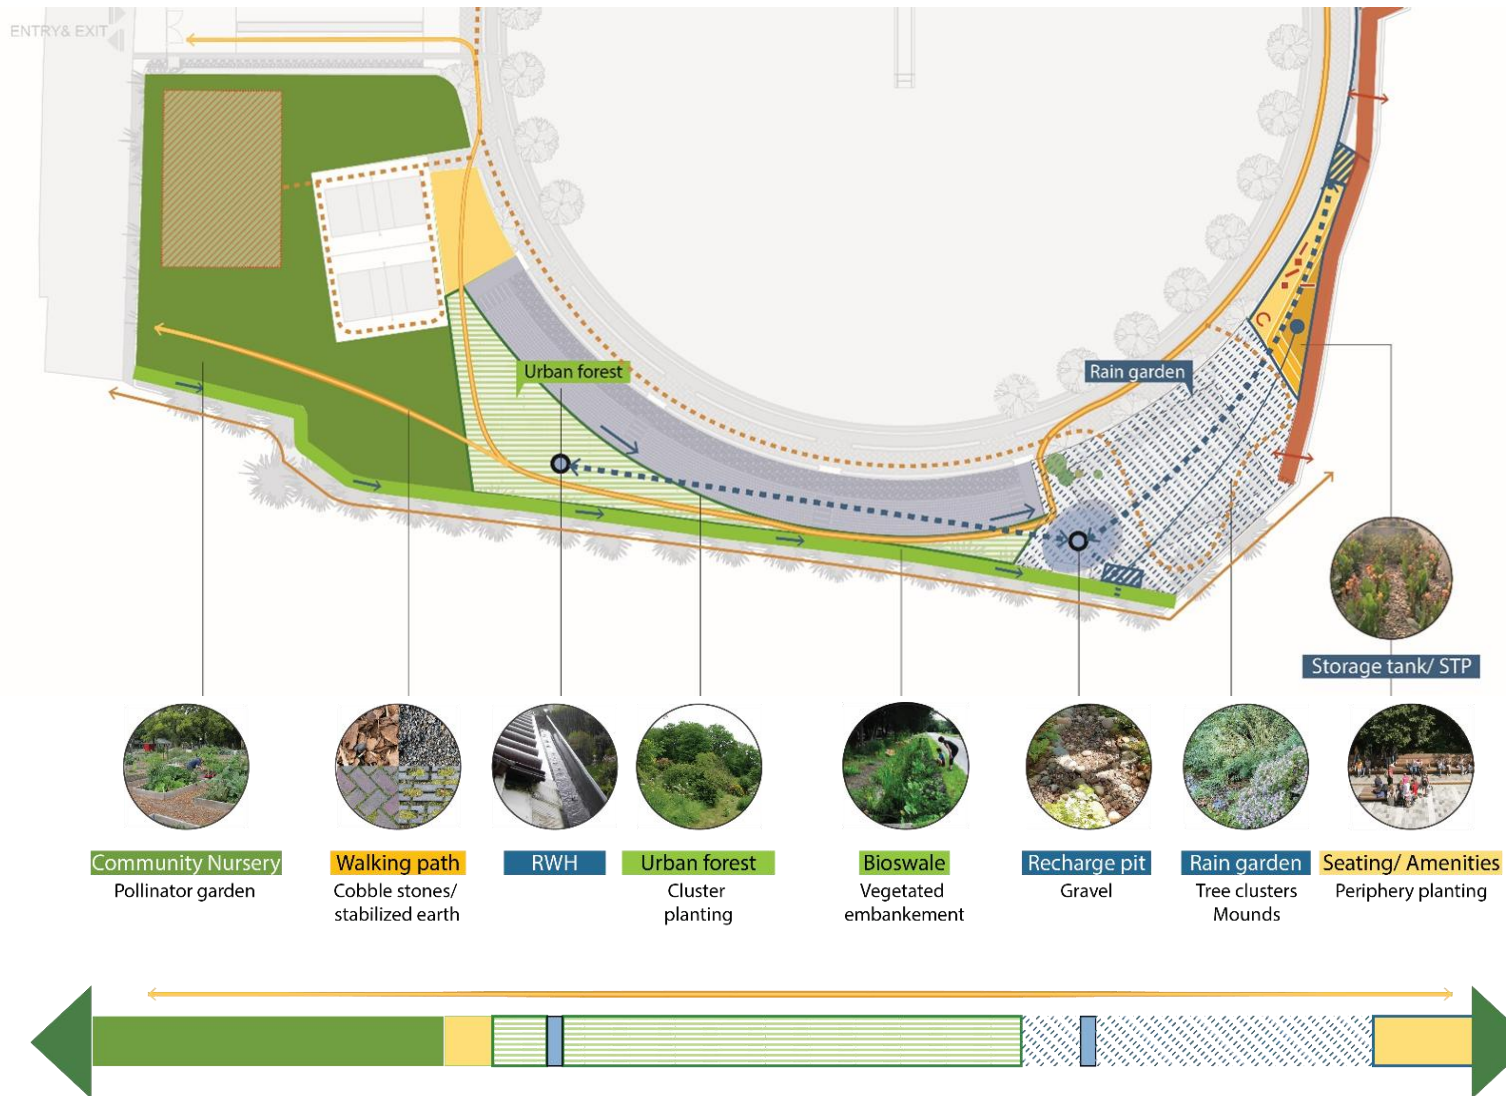 ENTRY& EXIT
Urban forest
Rain garden
Storage tank/ STP
Community Nursery
Pollinator garden
Walking path
Cobble stones/
stabilized earth
RWH
Urban forest
Cluster
planting
Bioswale
Vegetated
embankement
Recharge pit
Gravel
Rain garden
Tree clusters
Mounds
Seating/ Amenities
Periphery planting